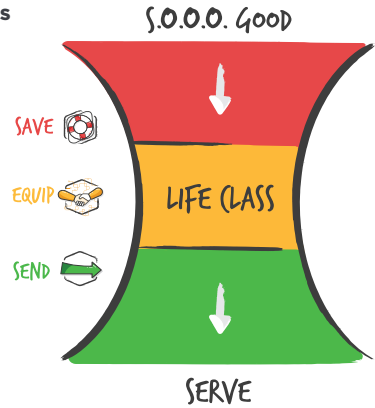 s
S.O.O.O. GOOD
SAVE
EQUIP
LIFE CLASS
SEND
SERVE